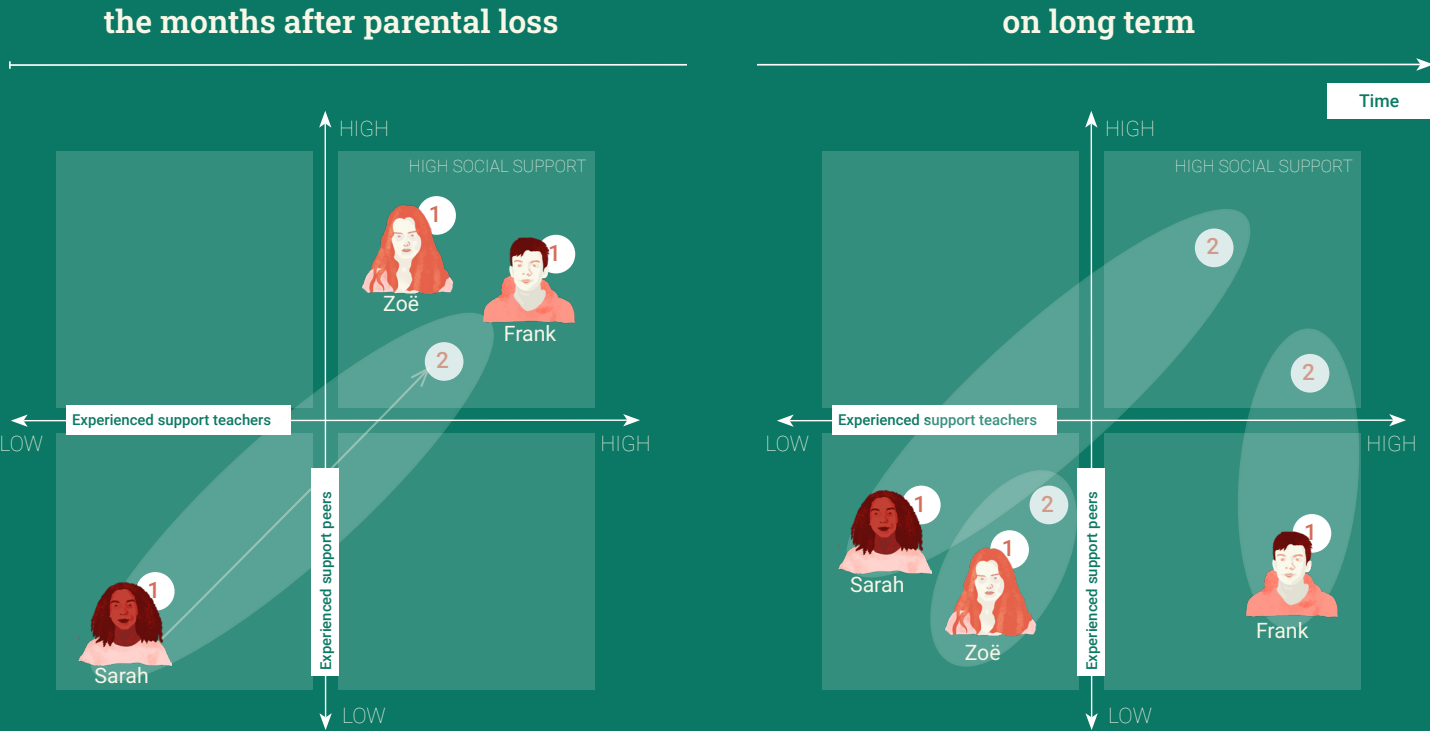 the months after parental loss
on long term
Time
HIGH
HIGH SOCIAL SUPPORT
1
Zoë
1
Frank
2
Experienced support teachers
LOW
HIGH
Experienced support peers
1
Sarah
LOW
HIGH
HIGH SOCIAL SUPPORT
2
2
Experienced support teachers
LOW
HIGH
Experienced support peers
1
Sarah
2
1
Zoë
1
Frank
LOW